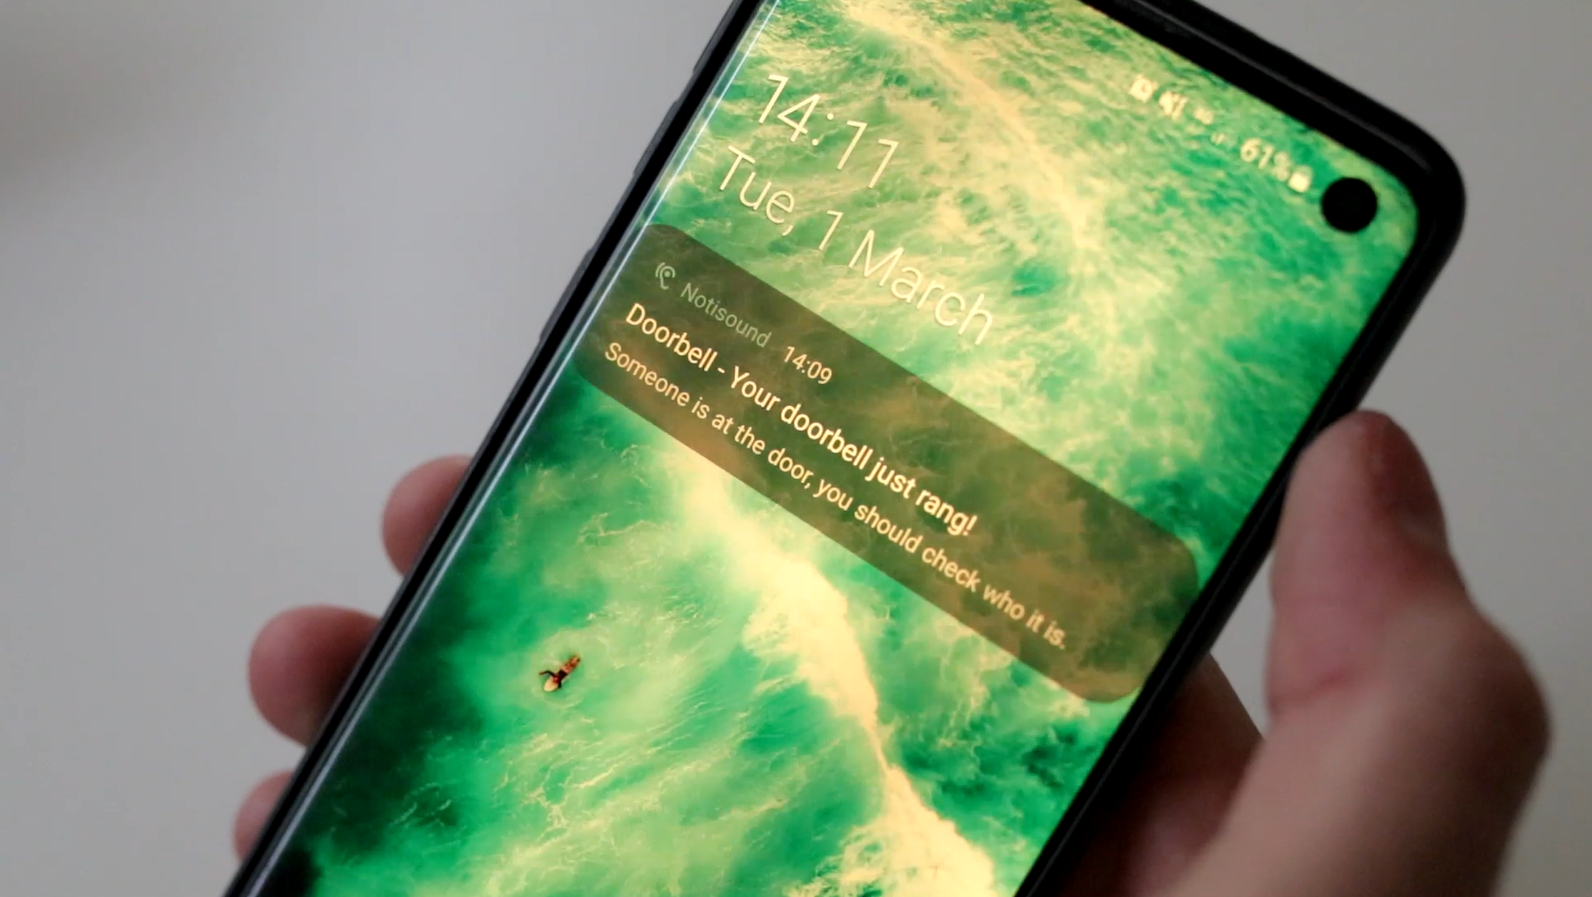 61%
14:11
Tue, 1 March
Notisound 14:09
Doorbell - Your doorbell just rang!
Someone is at the door, you should check who it is.